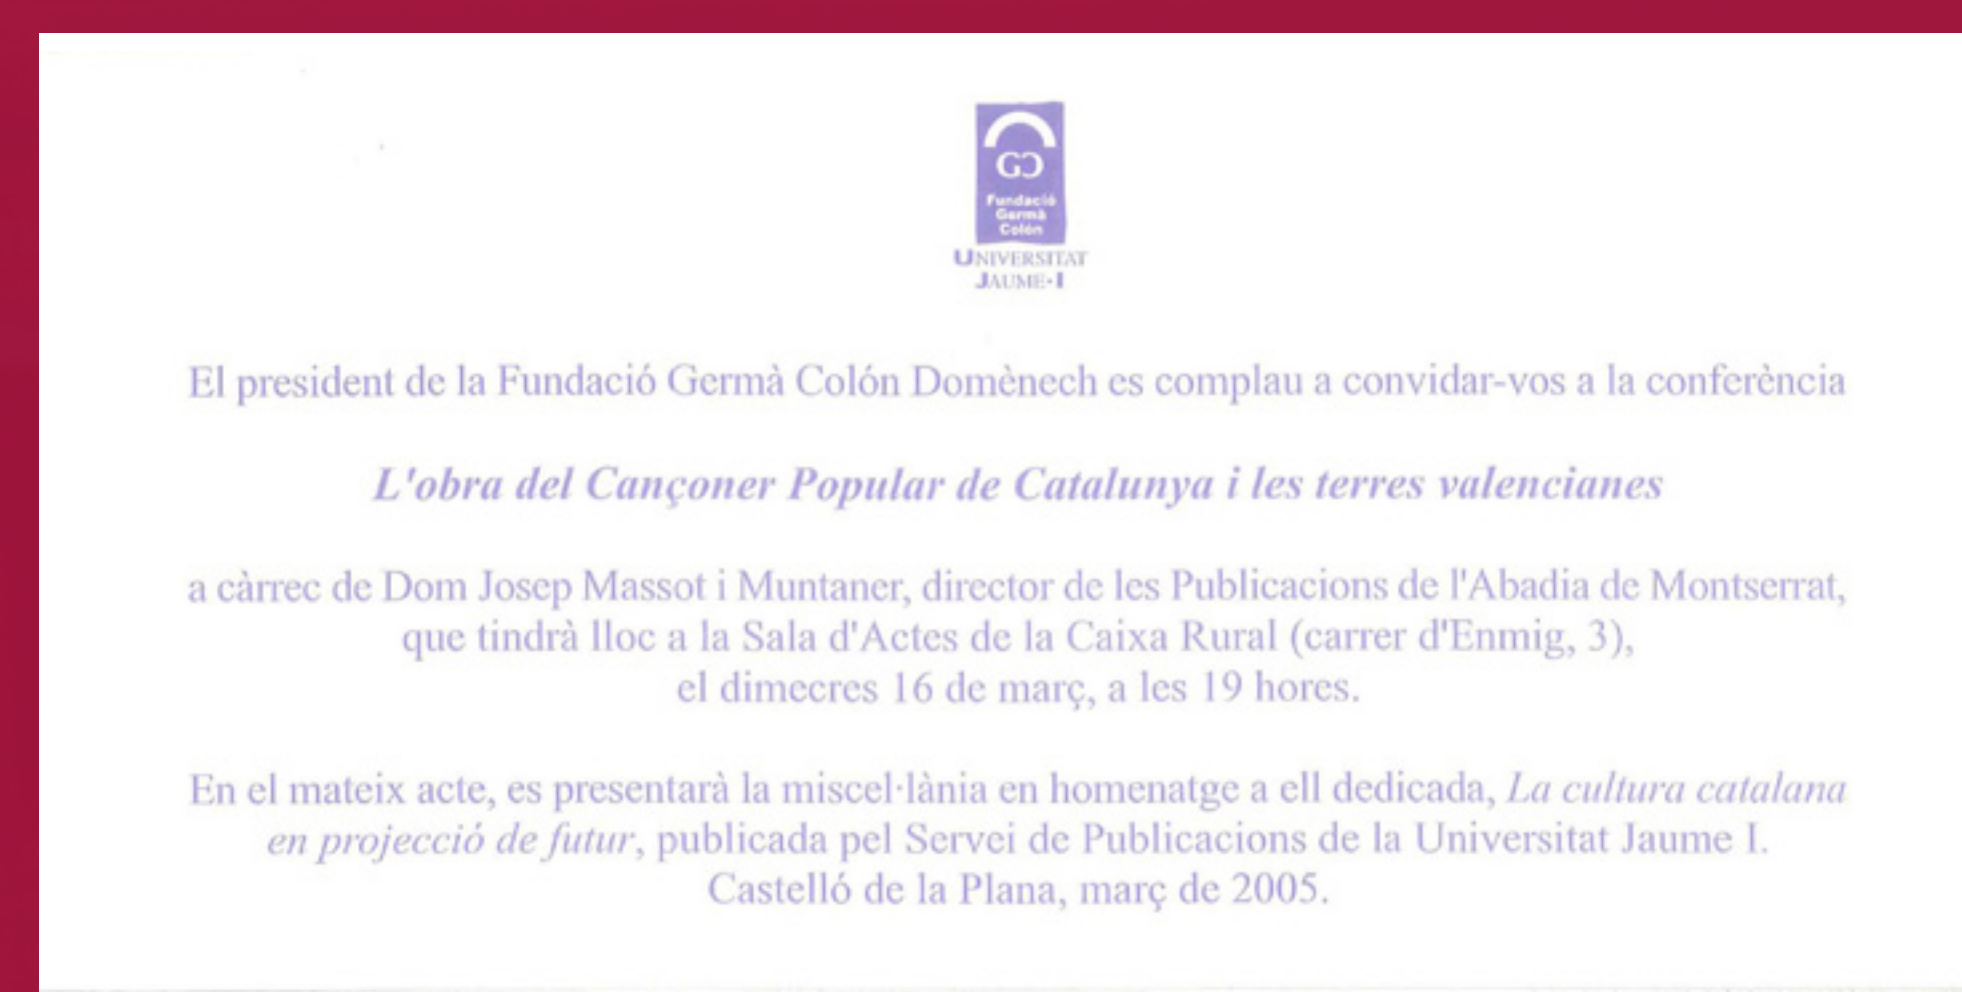 GC
Fundació
Germà
Colón
UNIVERSITAT
JAUME·I
El president de la Fundació Germà Colón Domènech es complau a convidar-vos a la conferència
L'obra del Cançoner Popular de Catalunya i les terres valencianes
a càrrec de Dom Josep Massot i Muntaner, director de les Publicacions de l'Abadia de Montserrat,
que tindrà lloc a la Sala d'Actes de la Caixa Rural (carrer d'Enmig, 3),
el dimecres 16 de març, a les 19 hores.
En el mateix acte, es presentarà la miscel·lània en homenatge a ell dedicada, La cultura catalana
en projecció de futur, publicada pel Servei de Publicacions de la Universitat Jaume I.
Castelló de la Plana, març de 2005.